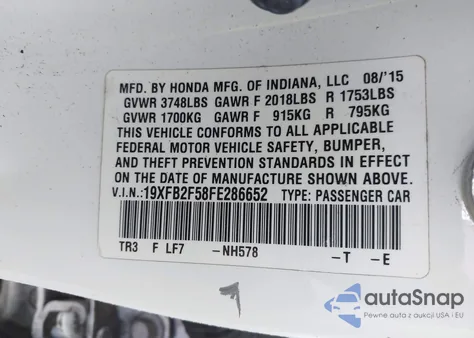 MFD. BY HONDA MFG. OF INDIANA, LLC 08/'15
GVWR 3748LBS GAWR F 2018LBS R 1753LBS
GVWR 1700KG GAWR F 915KG R 795KG
THIS VEHICLE CONFORMS TO ALL APPLICABLE
FEDERAL MOTOR VEHICLE SAFETY, BUMPER,
AND THEFT PREVENTION STANDARDS IN EFFECT
ON THE DATE OF MANUFACTURE SHOWN ABOVE.
V.I.N.: 19XFB2F58FE286652 TYPE: PASSENGER CAR
TR3 F LF7 -NH578 -T -E
autoSnap
Pewne auta z aukcji USA i EU